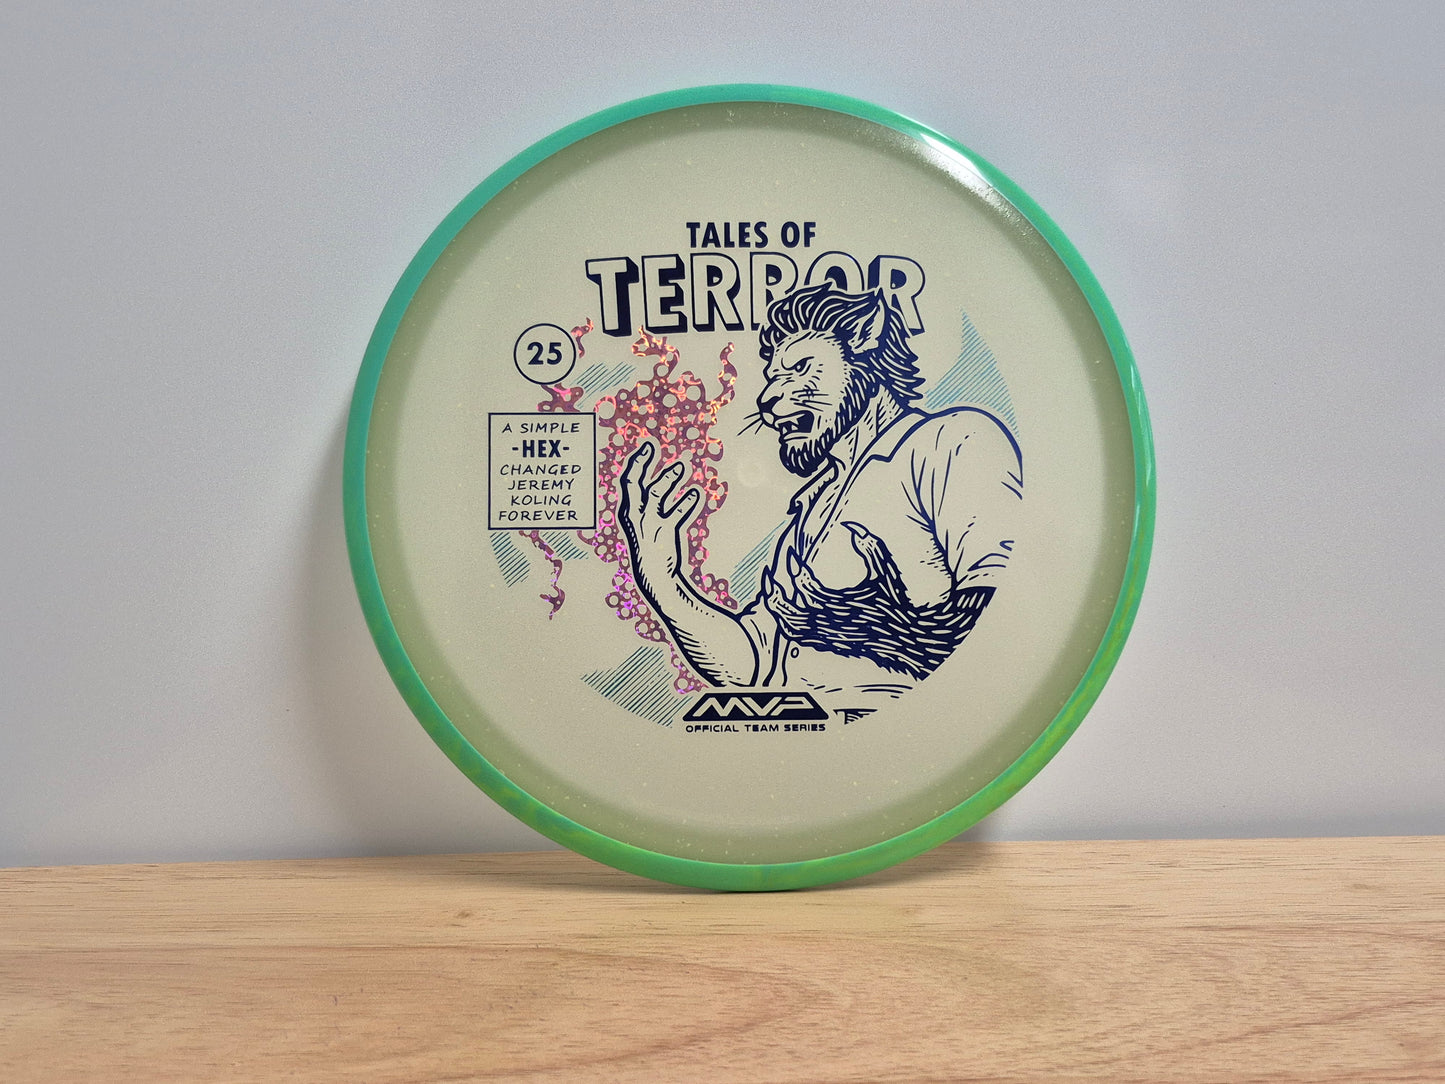 TALES OF
TERROR
25
A SIMPLE
-HEX-
CHANGED
JEREMY
KOLING
FOREVER
MVP
OFFICIAL TEAM SERIES